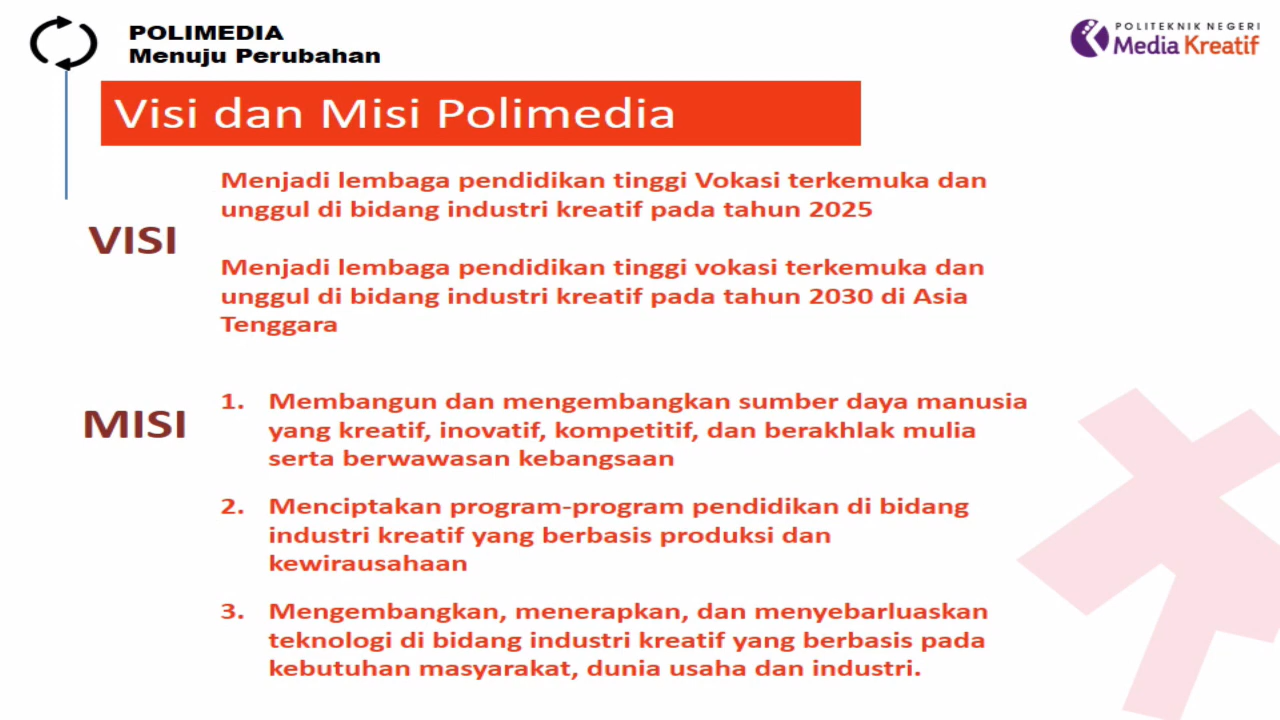 POLIMEDIA
Menuju Perubahan
POLITEKNIK NEGERI
Media Kreatif
Visi dan Misi Polimedia
VISI
Menjadi lembaga pendidikan tinggi Vokasi terkemuka dan
unggul di bidang industri kreatif pada tahun 2025
Menjadi lembaga pendidikan tinggi vokasi terkemuka dan
unggul di bidang industri kreatif pada tahun 2030 di Asia
Tenggara
MISI
1. Membangun dan mengembangkan sumber daya manusia
yang kreatif, inovatif, kompetitif, dan berakhlak mulia
serta berwawasan kebangsaan
2. Menciptakan program-program pendidikan di bidang
industri kreatif yang berbasis produksi dan
kewirausahaan
3. Mengembangkan, menerapkan, dan menyebarluaskan
teknologi di bidang industri kreatif yang berbasis pada
kebutuhan masyarakat, dunia usaha dan industri.